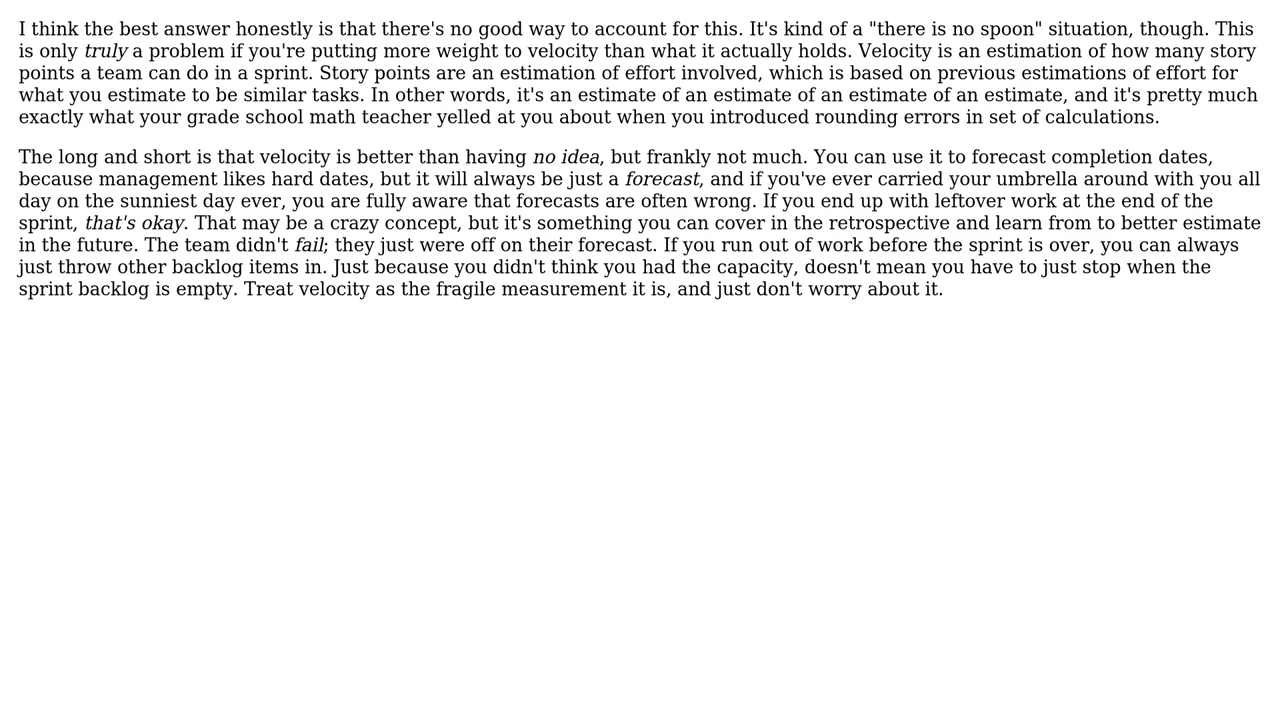 I think the best answer honestly is that there's no good way to account for this. It's kind of a "there is no spoon" situation, though. This
is only truly a problem if you're putting more weight to velocity than what it actually holds. Velocity is an estimation of how many story
points a team can do in a sprint. Story points are an estimation of effort involved, which is based on previous estimations of effort for
what you estimate to be similar tasks. In other words, it's an estimate of an estimate of an estimate of an estimate, and it's pretty much
exactly what your grade school math teacher yelled at you about when you introduced rounding errors in set of calculations.
The long and short is that velocity is better than having no idea, but frankly not much. You can use it to forecast completion dates,
because management likes hard dates, but it will always be just a forecast, and if you've ever carried your umbrella around with you all
day on the sunniest day ever, you are fully aware that forecasts are often wrong. If you end up with leftover work at the end of the
sprint, that's okay. That may be a crazy concept, but it's something you can cover in the retrospective and learn from to better estimate
in the future. The team didn't fail; they just were off on their forecast. If you run out of work before the sprint is over, you can always
just throw other backlog items in. Just because you didn't think you had the capacity, doesn't mean you have to just stop when the
sprint backlog is empty. Treat velocity as the fragile measurement it is, and just don't worry about it.